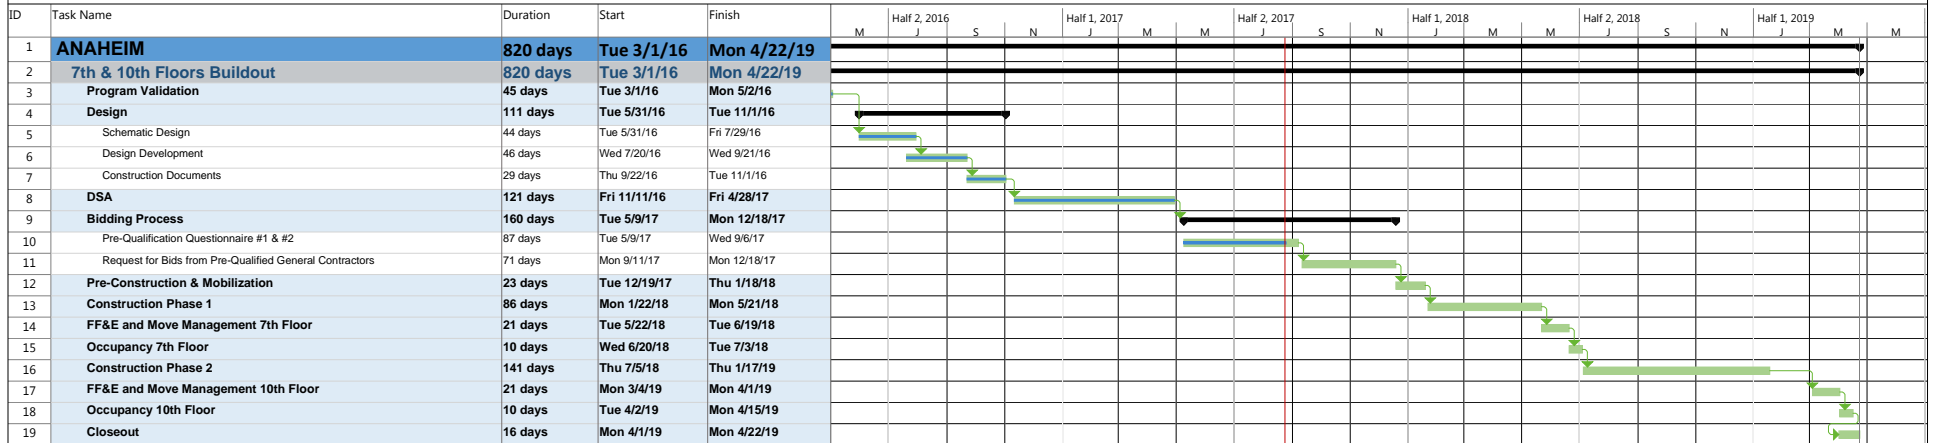 ID Task Name Duration Start Finish Half 2, 2016 Half 1, 2017 Half 2, 2017 Half 1, 2018 Half 2, 2018 Half 1, 2019
M J S N J M M J S N J M M J S N J M M
1 ANAHEIM 820 days Tue 3/1/16 Mon 4/22/19
2 7th & 10th Floors Buildout 820 days Tue 3/1/16 Mon 4/22/19
3 Program Validation 45 days Tue 3/1/16 Mon 5/2/16
4 Design 111 days Tue 5/31/16 Tue 11/1/16
5 Schematic Design 44 days Tue 5/31/16 Fri 7/29/16
6 Design Development 46 days Wed 7/20/16 Wed 9/21/16
7 Construction Documents 29 days Thu 9/22/16 Tue 11/1/16
8 DSA 121 days Fri 11/11/16 Fri 4/28/17
9 Bidding Process 160 days Tue 5/9/17 Mon 12/18/17
10 Pre-Qualification Questionnaire #1 & #2 87 days Tue 5/9/17 Wed 9/6/17
11 Request for Bids from Pre-Qualified General Contractors 71 days Mon 9/11/17 Mon 12/18/17
12 Pre-Construction & Mobilization 23 days Tue 12/19/17 Thu 1/18/18
13 Construction Phase 1 86 days Mon 1/22/18 Mon 5/21/18
14 FF&E and Move Management 7th Floor 21 days Tue 5/22/18 Tue 6/19/18
15 Occupancy 7th Floor 10 days Wed 6/20/18 Tue 7/3/18
16 Construction Phase 2 141 days Thu 7/5/18 Thu 1/17/19
17 FF&E and Move Management 10th Floor 21 days Mon 3/4/19 Mon 4/1/19
18 Occupancy 10th Floor 10 days Tue 4/2/19 Mon 4/15/19
19 Closeout 16 days Mon 4/1/19 Mon 4/22/19